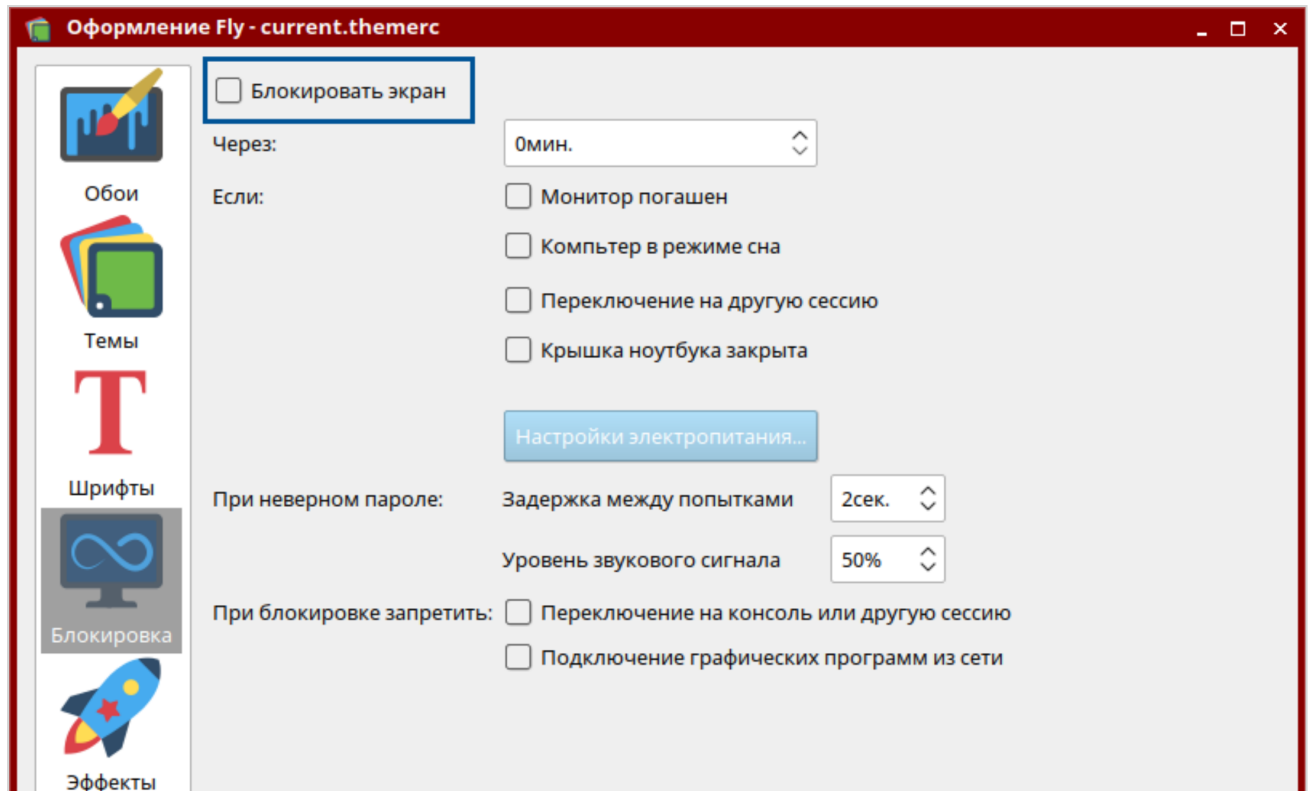 Оформление Fly - current.themerc
Блокировать экран
Через: 0мин.
Обои
Если: Монитор погашен
Компьтер в режиме сна
Переключение на другую сессию
Темы
Крышка ноутбука закрыта
T
Настройки электропитания...
Шрифты
При неверном пароле: Задержка между попытками 2сек.
Уровень звукового сигнала 50%
При блокировке запретить: Переключение на консоль или другую сессию
Блокировка
Подключение графических программ из сети
Эффекты